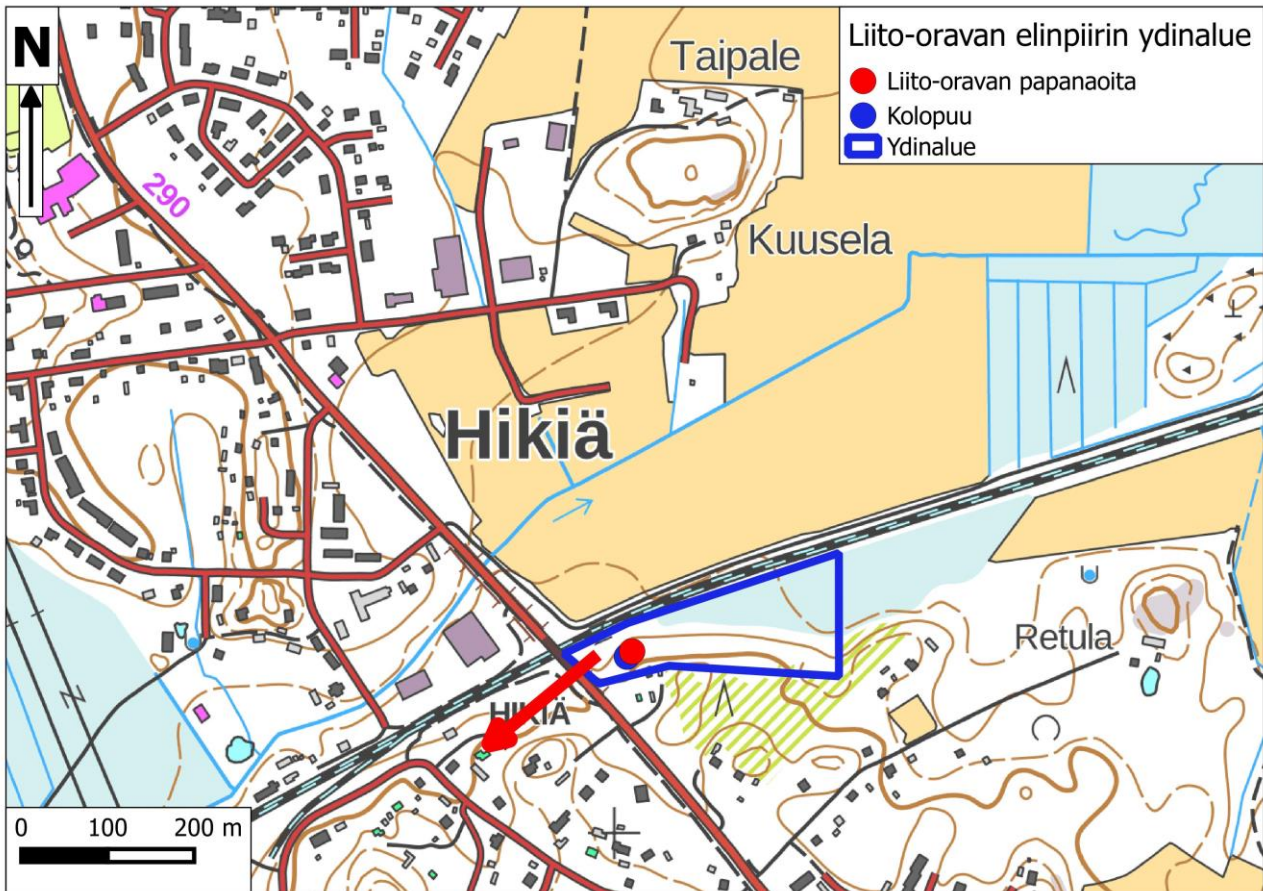 N
Taipale
Liito-oravan elinpiirin ydinalue
Liito-oravan papanaoita
Kolopuu
Ydinalue
290
Kuusela
Hikiä
Retula
HIKIÄ
0 100 200 m